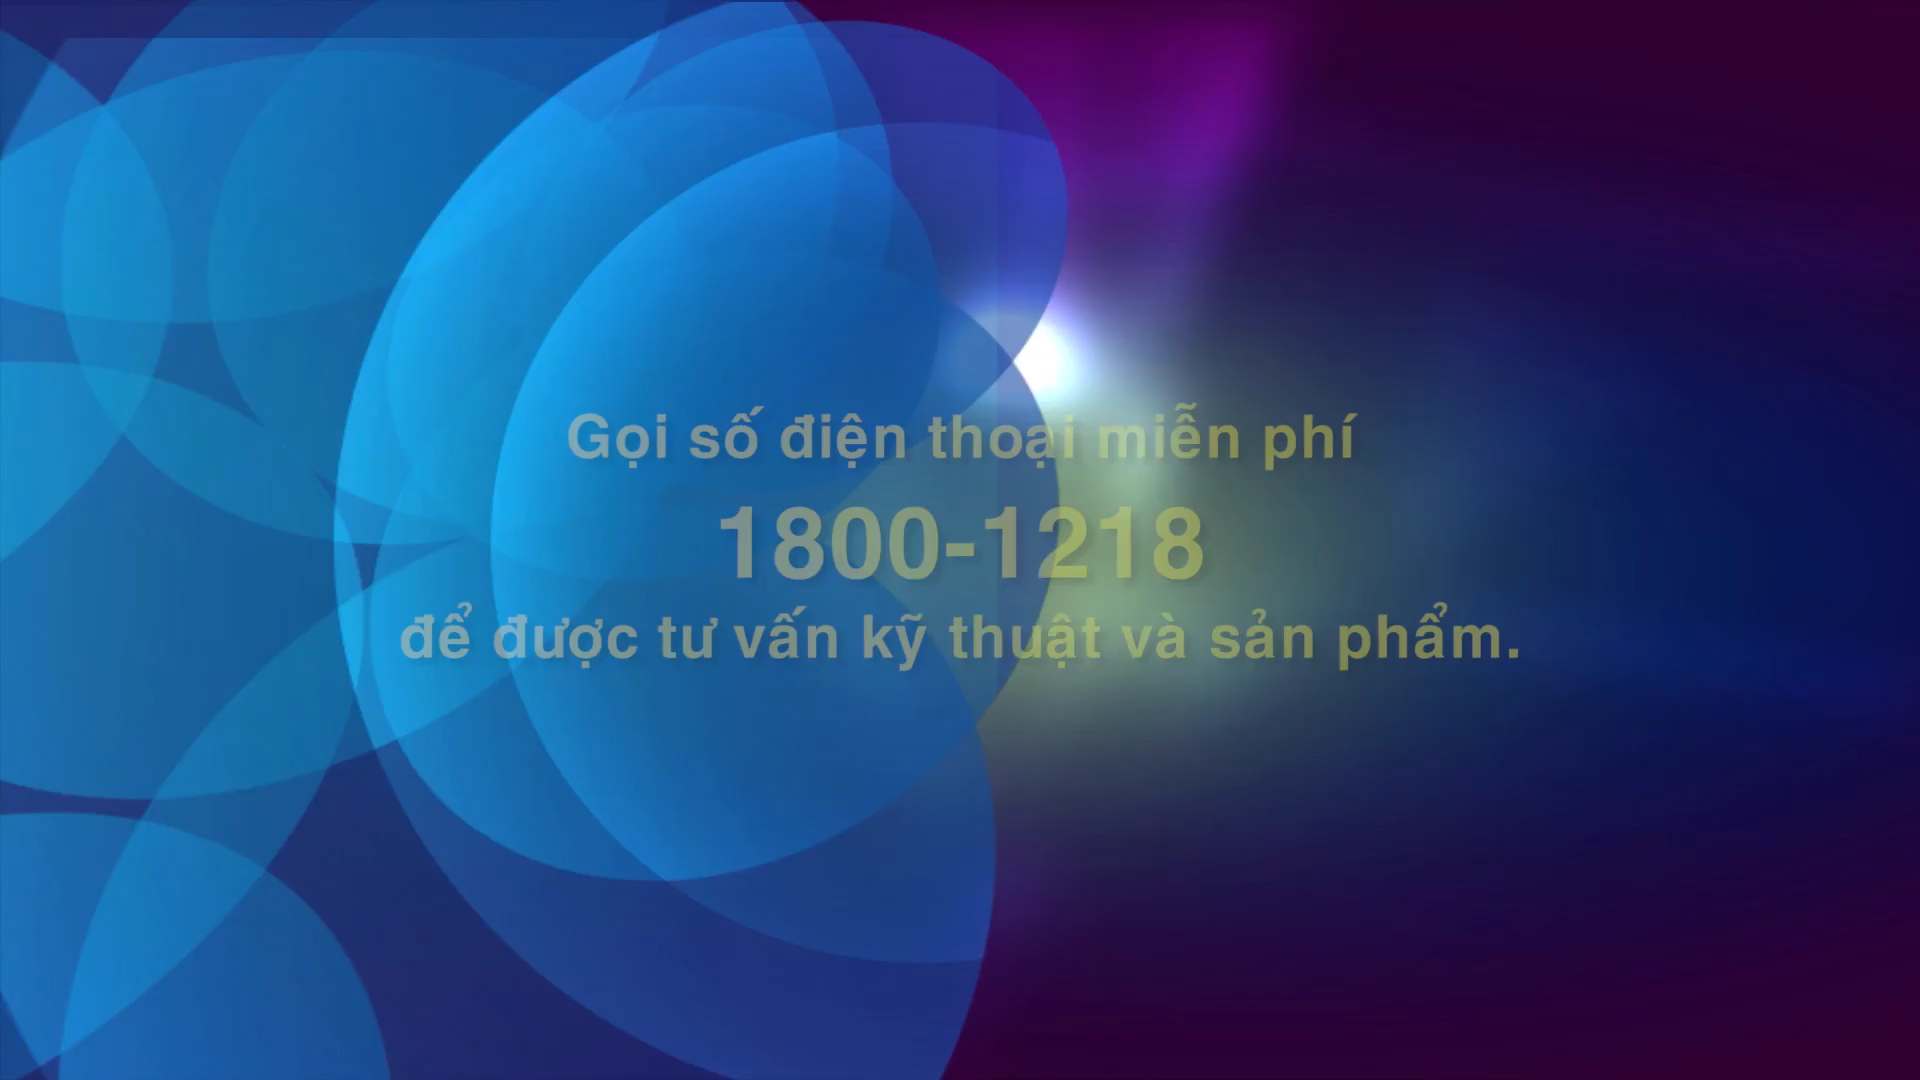 Gọi số điện thoại miễn phí
1800-1218
để được tư vấn kỹ thuật và sản phẩm.